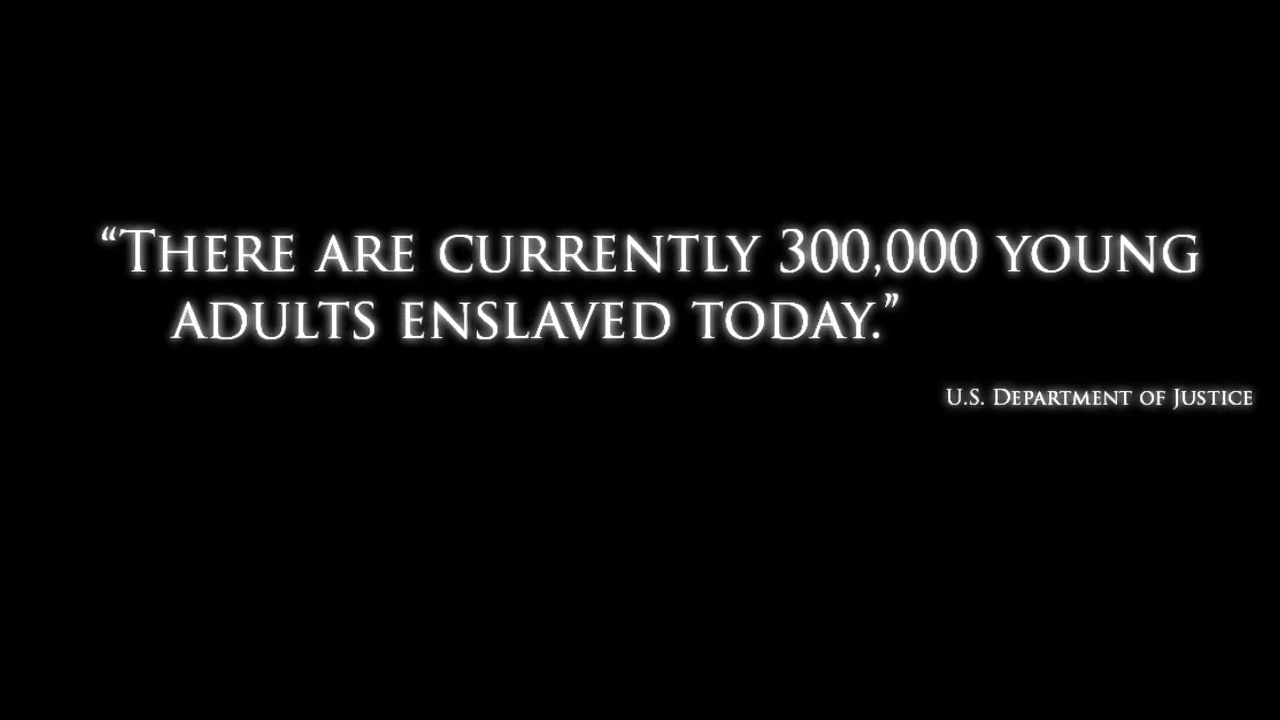 “There are currently 300,000 young
adults enslaved today.”
U.S. Department of Justice